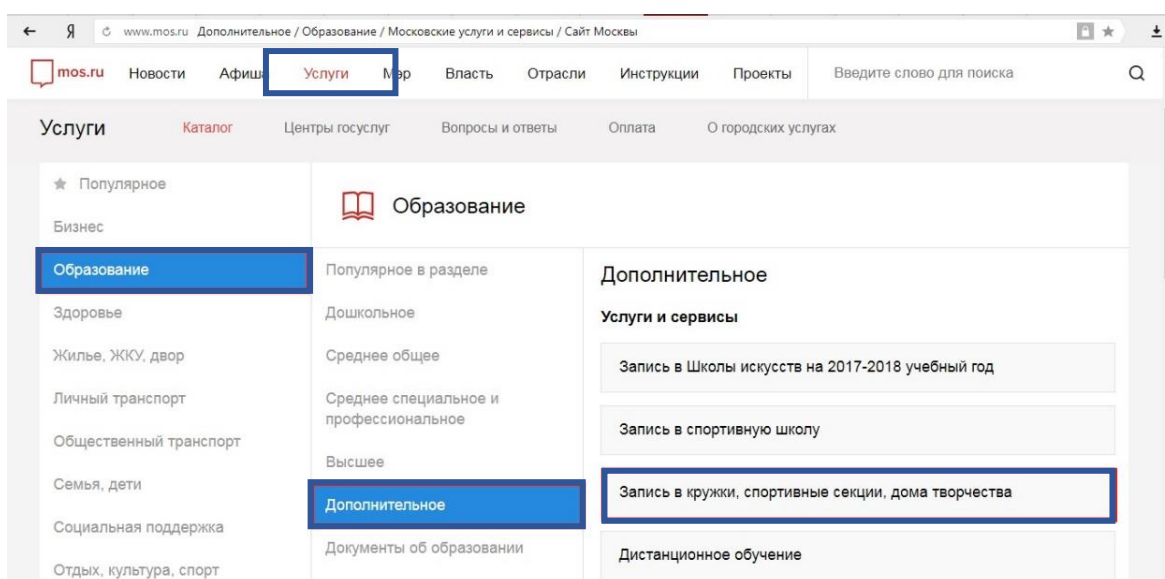 Я www.mos.ru Дополнительное / Образование / Московские услуги и сервисы / Сайт Москвы
mos.ru Новости Афиша Услуги Мэр Власть Отрасли Инструкции Проекты Введите слово для поиска
Услуги Каталог Центры госуслуг Вопросы и ответы Оплата О городских услугах
Популярное
Бизнес
Образование
Здоровье
Жилье, ЖКУ, двор
Личный транспорт
Общественный транспорт
Семья, дети
Социальная поддержка
Отдых, культура, спорт
Образование
Популярное в разделе
Дошкольное
Среднее общее
Среднее специальное и
профессиональное
Высшее
Дополнительное
Документы об образовании
Дополнительное
Услуги и сервисы
Запись в Школы искусств на 2017-2018 учебный год
Запись в спортивную школу
Запись в кружки, спортивные секции, дома творчества
Дистанционное обучение